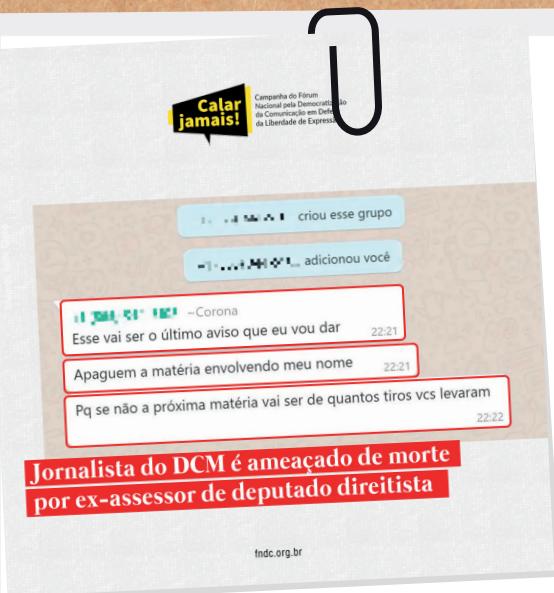 Calar
jamais!
Campanha do Fórum
Nacional pela Democratização
da Comunicação em Defesa
da Liberdade de Expressão
criou esse grupo
adicionou você
~Corona
Esse vai ser o último aviso que eu vou dar
22:21
Apaguem a matéria envolvendo meu nome
22:21
Pq se não a próxima matéria vai ser de quantos tiros vcs levaram
22:22
Jornalista do DCM é ameaçado de morte
por ex-assessor de deputado direitista
fndc.org.br